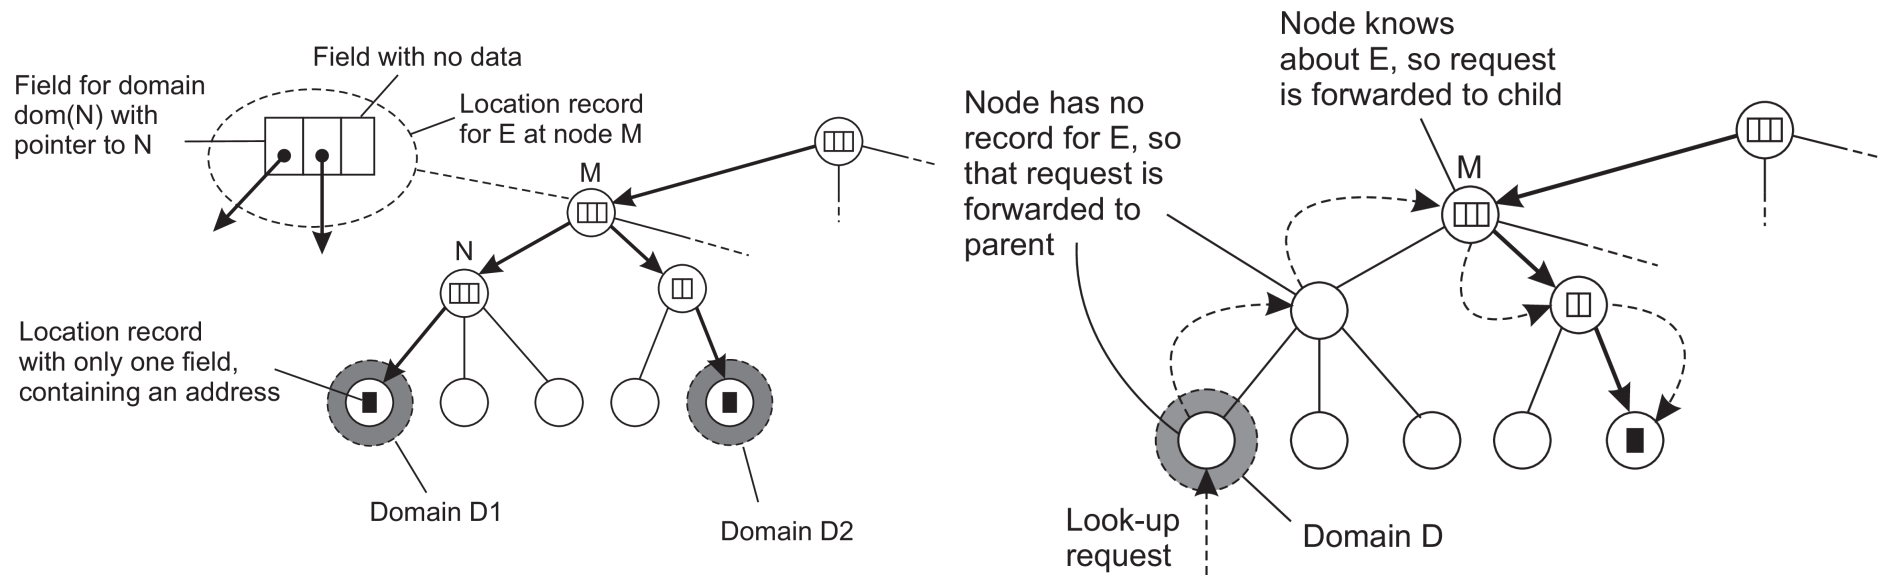 Field with no data
Field for domain
dom(N) with
pointer to N
Location record
for E at node M
M
N
Location record
with only one field,
containing an address
Domain D1
Domain D2
Node knows
about E, so request
is forwarded to child
Node has no
record for E, so
that request is
forwarded to
parent
M
Look-up
request
Domain D